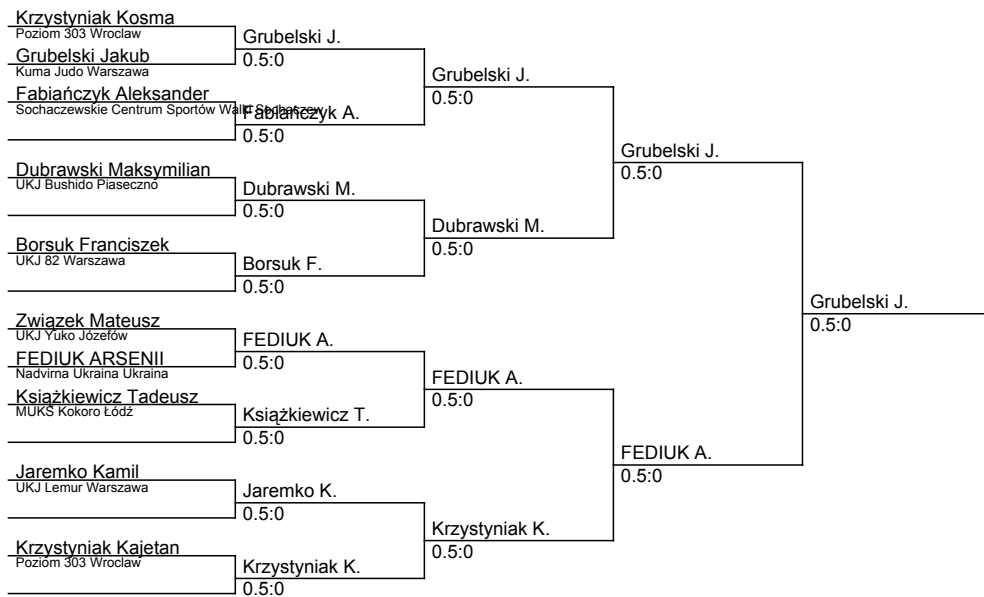 Krzystyniak Kosma
Poziom 303 Wroclaw
Grubelski Jakub
Kuma Judo Warszawa
Fabiańczyk Aleksander
Sochaczewskie Centrum Sportów Walki Sochaczew
Dubrawski Maksymilian
UKJ Bushido Piaseczno
Borsuk Franciszek
UKJ 82 Warszawa
Związek Mateusz
UKJ Yuko Józefów
FEDIUK ARSENII
Nadvirna Ukraina Ukraina
Książkiewicz Tadeusz
MUKS Kokoro Łódź
Jaremko Kamil
UKJ Lemur Warszawa
Krzystyniak Kajetan
Poziom 303 Wroclaw
Grubelski J.
0.5:0
Fabiańczyk A.
0.5:0
Dubrawski M.
0.5:0
Borsuk F.
0.5:0
FEDIUK A.
0.5:0
Książkiewicz T.
0.5:0
Jaremko K.
0.5:0
Krzystyniak K.
0.5:0
Grubelski J.
0.5:0
Dubrawski M.
0.5:0
FEDIUK A.
0.5:0
Krzystyniak K.
0.5:0
Grubelski J.
0.5:0
FEDIUK A.
0.5:0
Grubelski J.
0.5:0